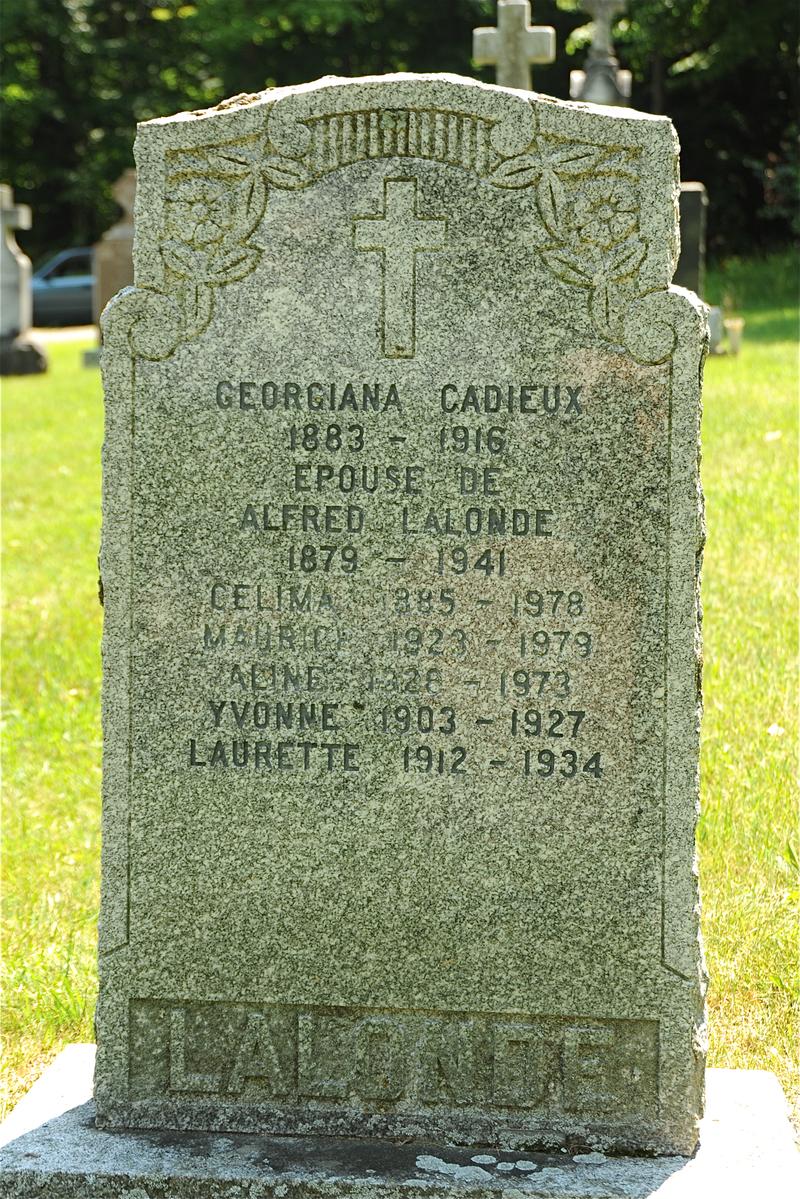 GEORGIANA CADIEUX
1883 - 1916
EPOUSE DE
ALFRED LALONDE
1879 - 1941
CELIMA 1885 - 1978
MAURICE 1923 - 1979
ALINE 1926 - 1973
YVONNE 1903 - 1927
LAURETTE 1912 - 1934
LALONDE